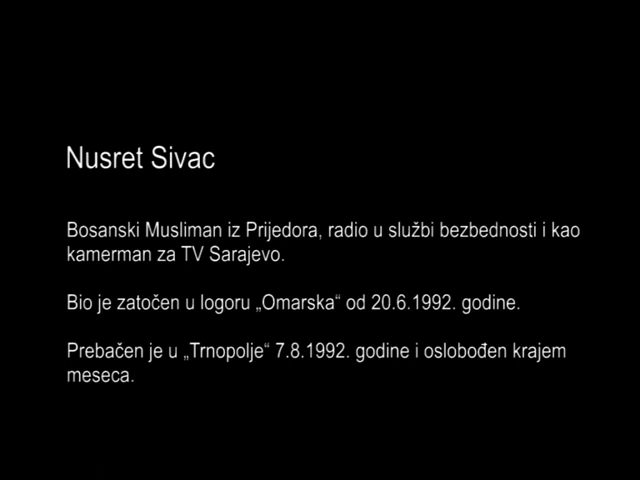 Nusret Sivac
Bosanski Musliman iz Prijedora, radio u službi bezbednosti i kao
kamerman za TV Sarajevo.
Bio je zatočen u logoru „Omarska“ od 20.6.1992. godine.
Prebačen je u „Trnopolje“ 7.8.1992. godine i oslobođen krajem
meseca.